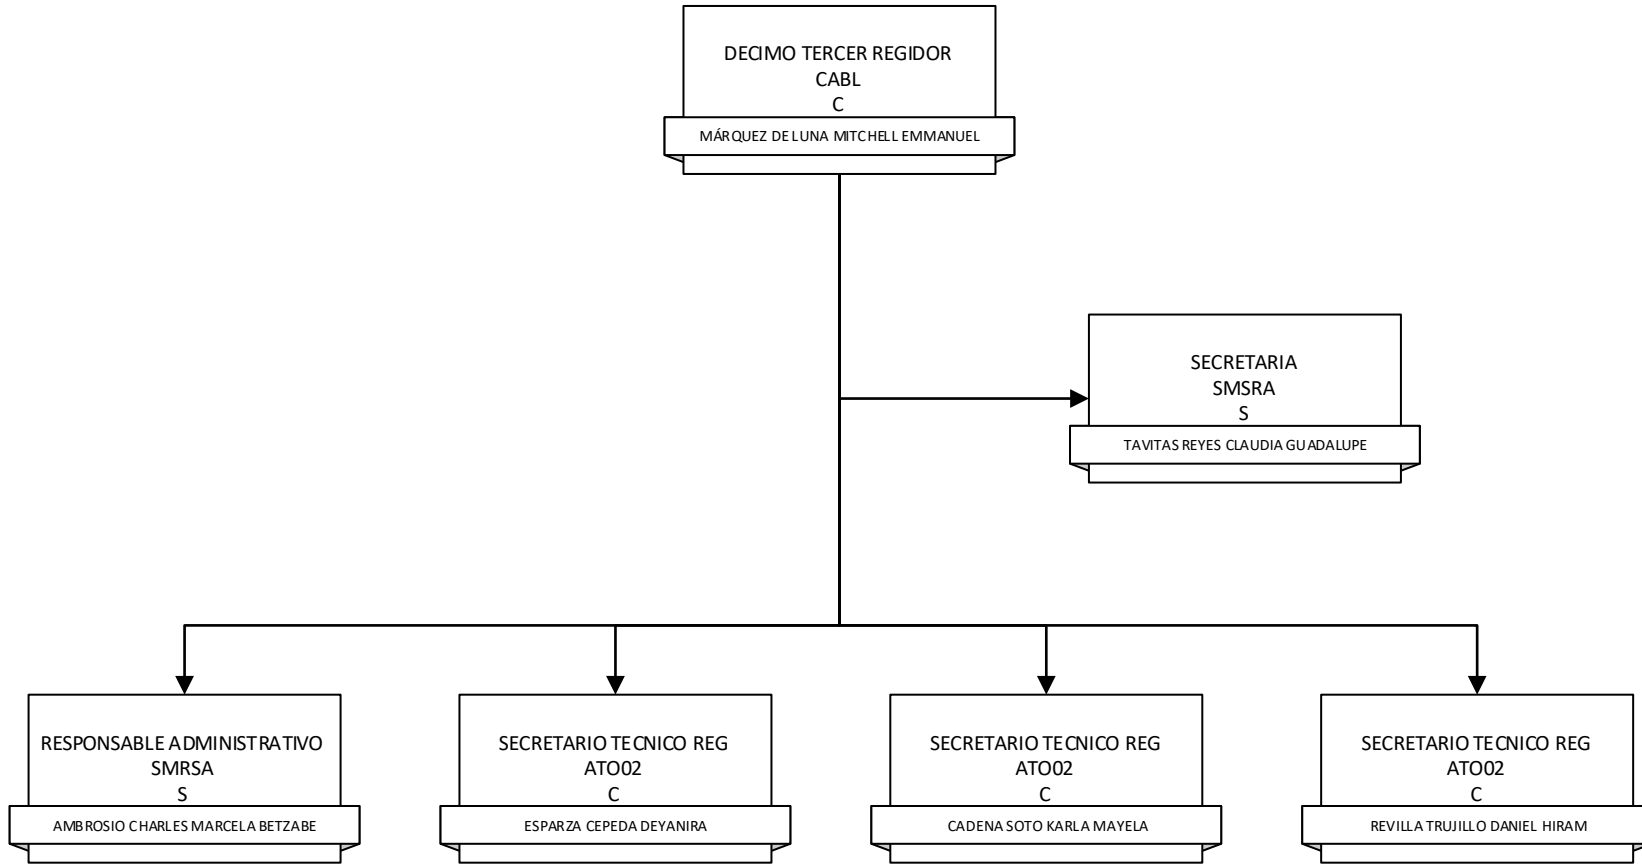 DECIMO TERCER REGIDOR
CABL
C
MÁRQUEZ DE LUNA MITCHELL EMMANUEL
SECRETARIA
SMSRA
S
TAVITAS REYES CLAUDIA GUADALUPE
RESPONSABLE ADMINISTRATIVO
SMRSA
S
AMBROSIO CHARLES MARCELA BETZABE
SECRETARIO TECNICO REG
ATO02
C
ESPARZA CEPEDA DEYANIRA
SECRETARIO TECNICO REG
ATO02
C
CADENA SOTO KARLA MAYELA
SECRETARIO TECNICO REG
ATO02
C
REVILLA TRUJILLO DANIEL HIRAM